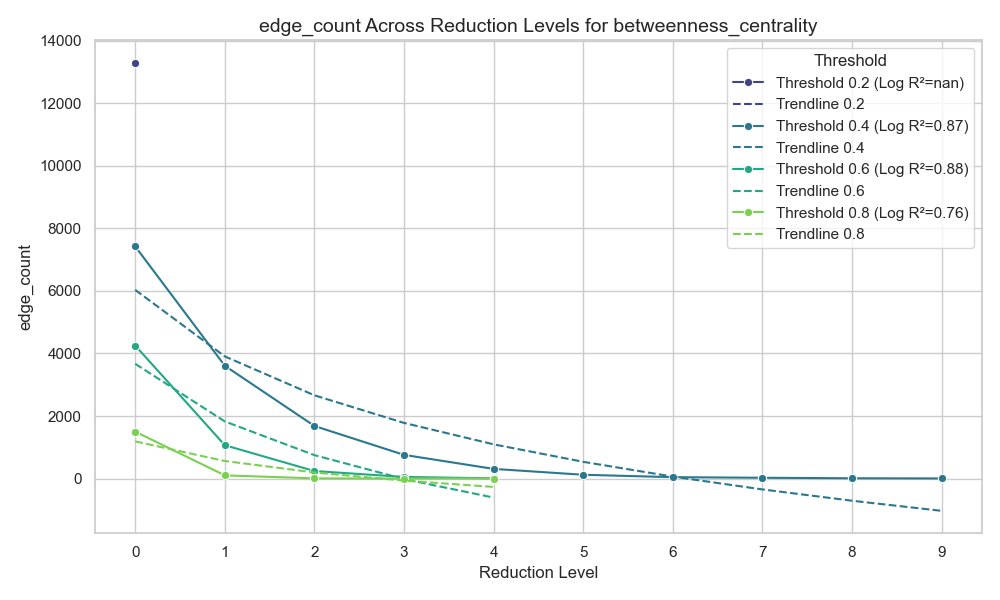 edge_count Across Reduction Levels for betweenness_centrality
14000
12000
10000
8000
6000
4000
2000
0
edge_count
Threshold
Threshold 0.2 (Log R²=nan)
Trendline 0.2
Threshold 0.4 (Log R²=0.87)
Trendline 0.4
Threshold 0.6 (Log R²=0.88)
Trendline 0.6
Threshold 0.8 (Log R²=0.76)
Trendline 0.8
0 1 2 3 4 5 6 7 8 9
Reduction Level